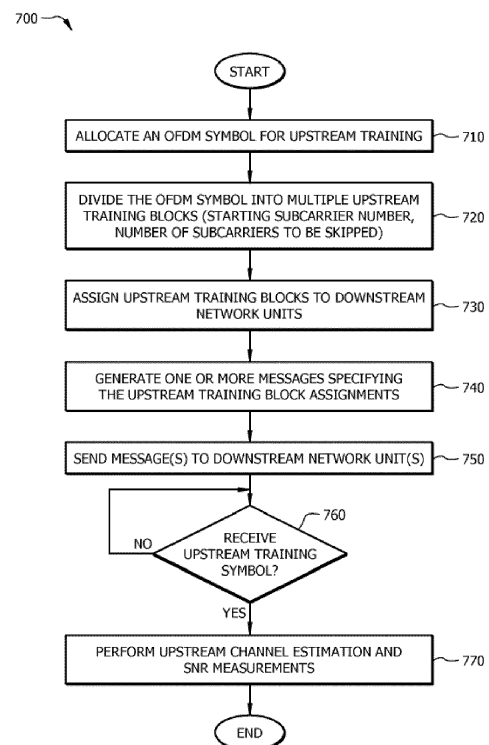 700
START
ALLOCATE AN OFDM SYMBOL FOR UPSTREAM TRAINING
710
DIVIDE THE OFDM SYMBOL INTO MULTIPLE UPSTREAM
TRAINING BLOCKS (STARTING SUBCARRIER NUMBER,
NUMBER OF SUBCARRIERS TO BE SKIPPED)
720
ASSIGN UPSTREAM TRAINING BLOCKS TO DOWNSTREAM
NETWORK UNITS
730
GENERATE ONE OR MORE MESSAGES SPECIFYING
THE UPSTREAM TRAINING BLOCK ASSIGNMENTS
740
SEND MESSAGE(S) TO DOWNSTREAM NETWORK UNIT(S)
750
760
RECEIVE
UPSTREAM TRAINING
SYMBOL?
NO
YES
PERFORM UPSTREAM CHANNEL ESTIMATION AND
SNR MEASUREMENTS
770
END